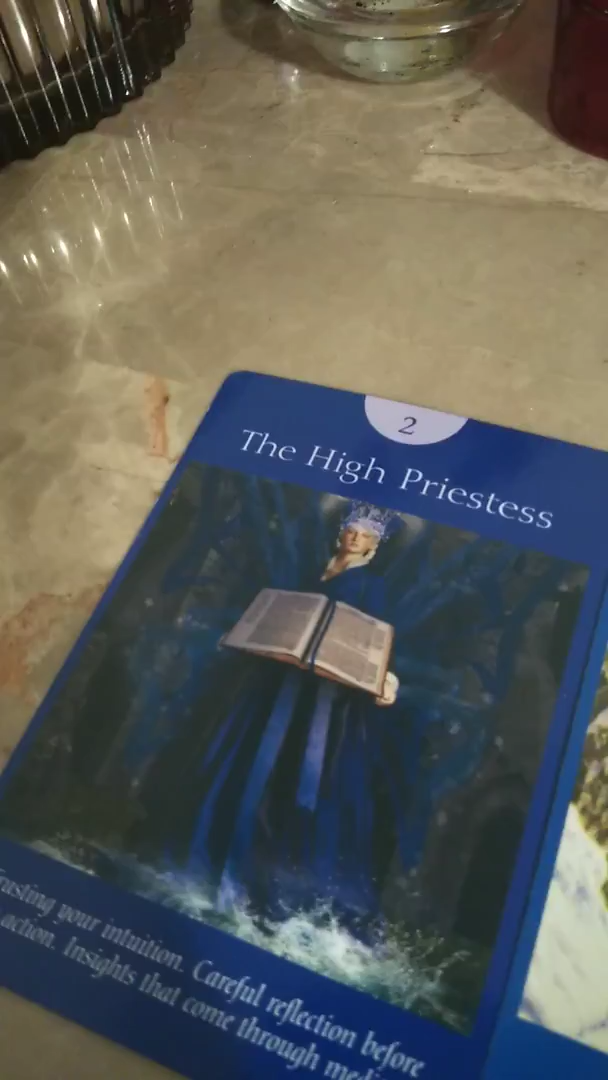 2
The High Priestess
Trusting your intuition. Careful reflection before
action. Insights that come through